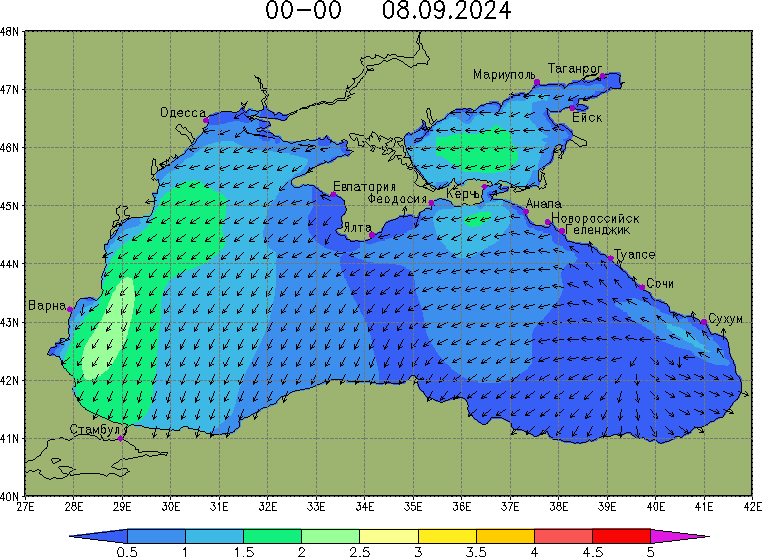 00-00 08.09.2024
48N
Таганрог
Мариуполь
47N
Одесса
Ейск
46N
Евпатория
Керчь
Феодосия
45N
Анапа
Новороссийск
Ялта
Геленджик
Туапсе
44N
Сочи
Варна
43N
Сухум
42N
Стамбул
41N
40N
27E 28E 29E 30E 31E 32E 33E 34E 35E 36E 37E 38E 39E 40E 41E 42E
0.5 1 1.5 2 2.5 3 3.5 4 4.5 5